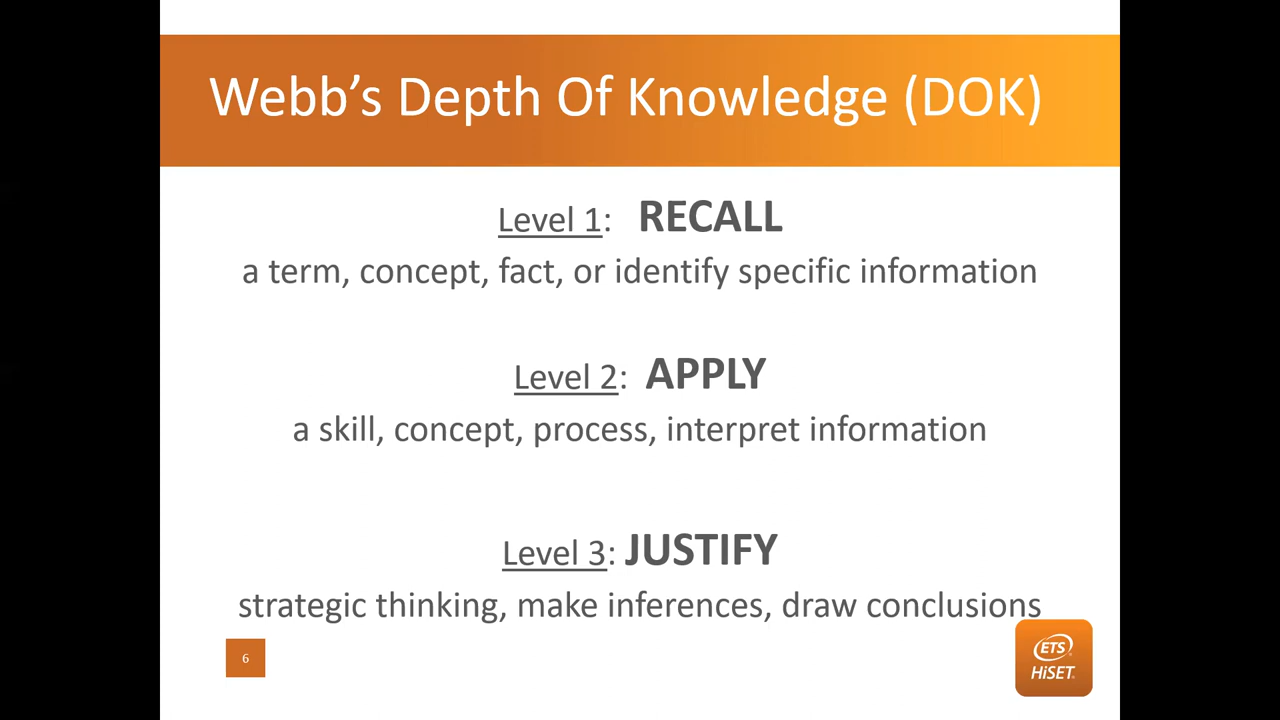 Webb’s Depth Of Knowledge (DOK)
Level 1: RECALL
a term, concept, fact, or identify specific information
Level 2: APPLY
a skill, concept, process, interpret information
Level 3: JUSTIFY
strategic thinking, make inferences, draw conclusions
6
ETS
HiSET